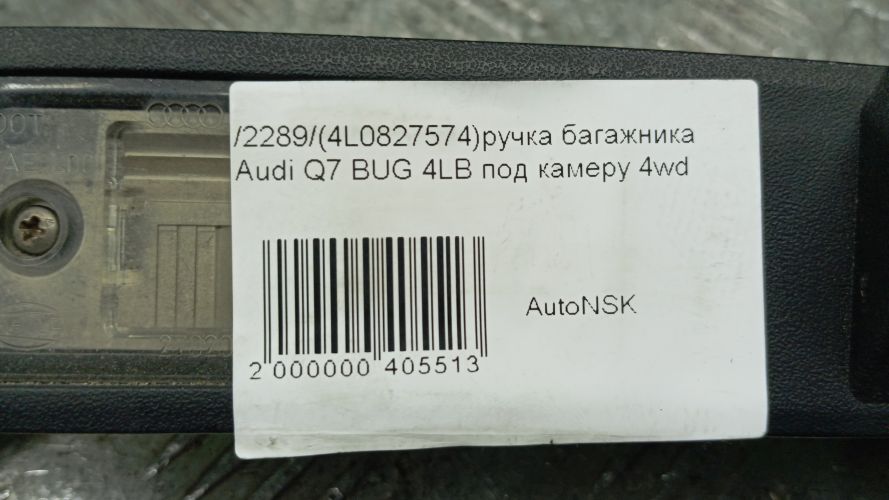 /2289/(4L0827574)ручка багажника
Audi Q7 BUG 4LB под камеру 4wd
AutoNSK
2 000000 405513